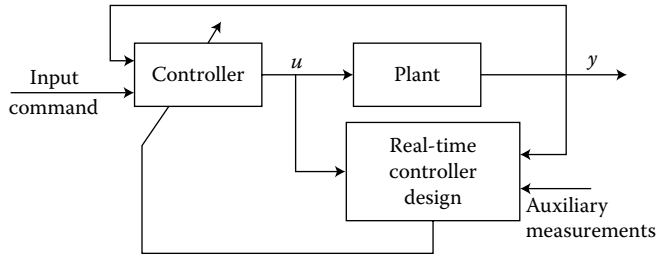 Input
command
Controller
u
Plant
y
Real-time
controller
design
Auxiliary
measurements